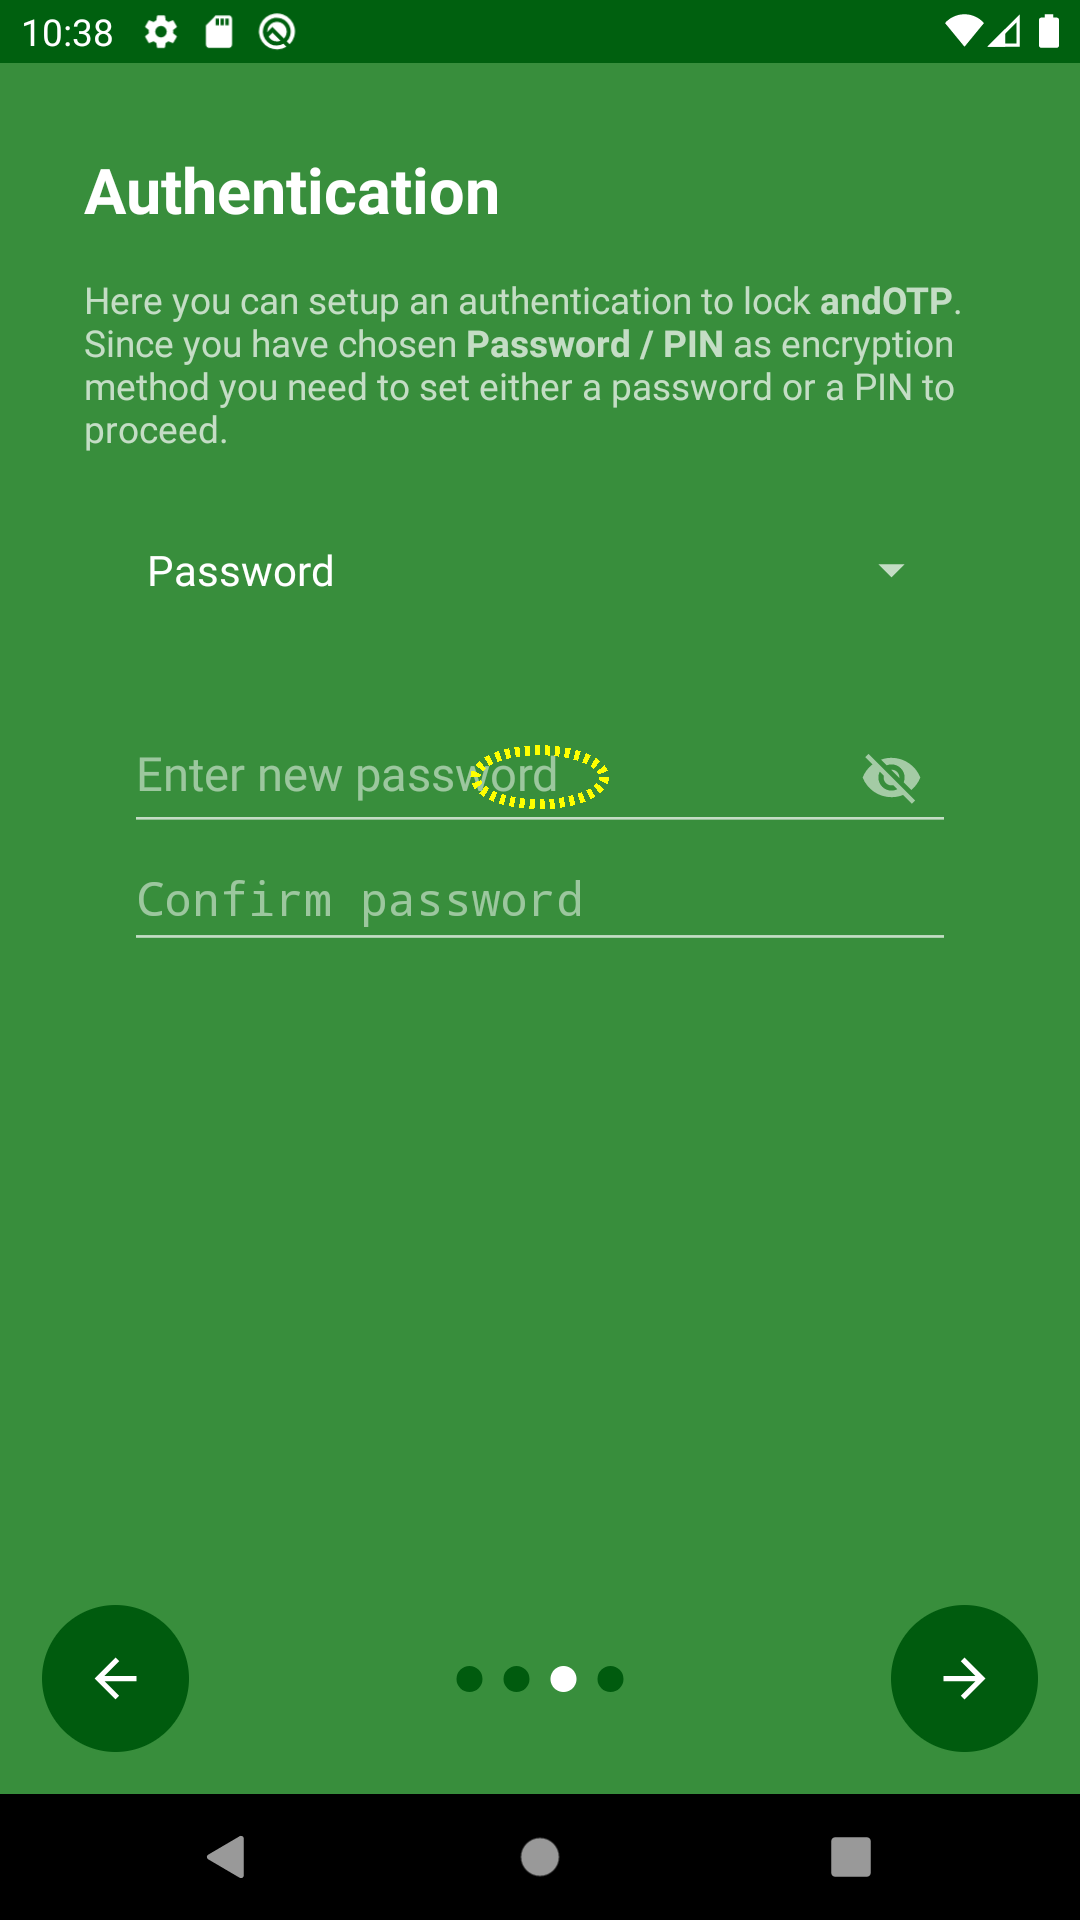 10:38
Authentication
Here you can setup an authentication to lock andOTP.
Since you have chosen Password / PIN as encryption
method you need to set either a password or a PIN to
proceed.
Password
Enter new password
Confirm password